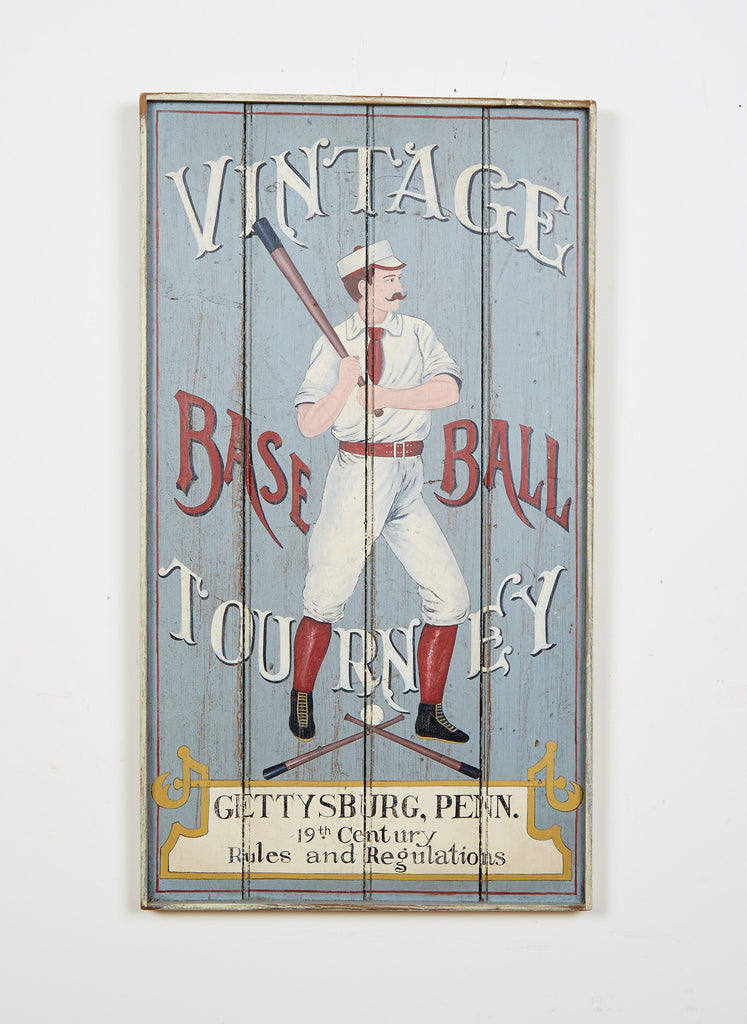 VINTAGE
BASE BALL
TOURNEY
GETTYSBURG, PENN.
19th Century
Rules and Regulations